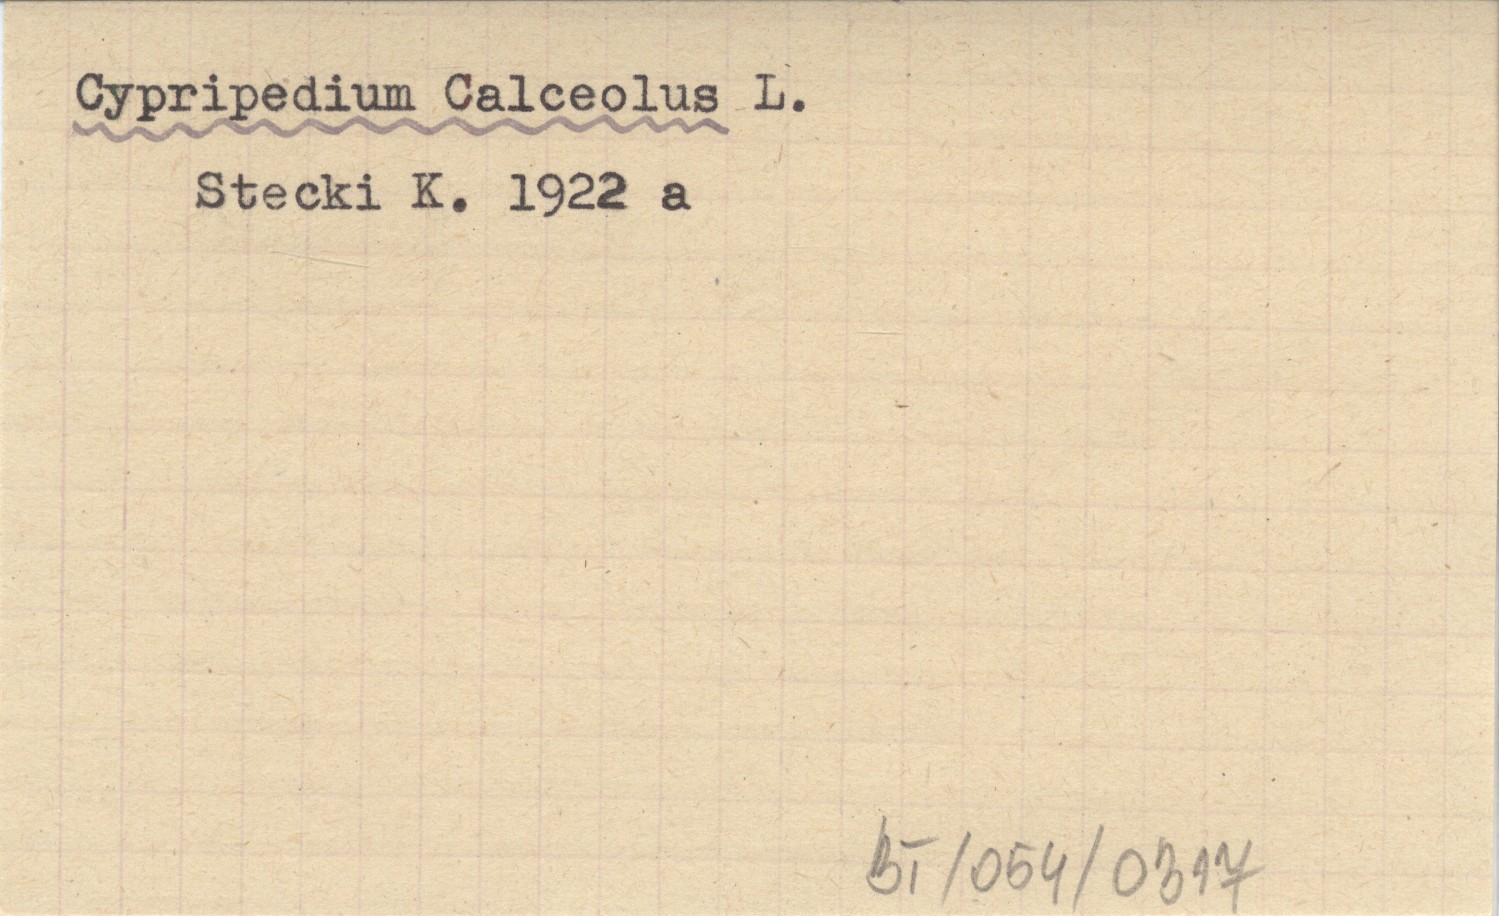 Cypripedium Calceolus L.
Stecki K. 1922 a
BT/054/0317